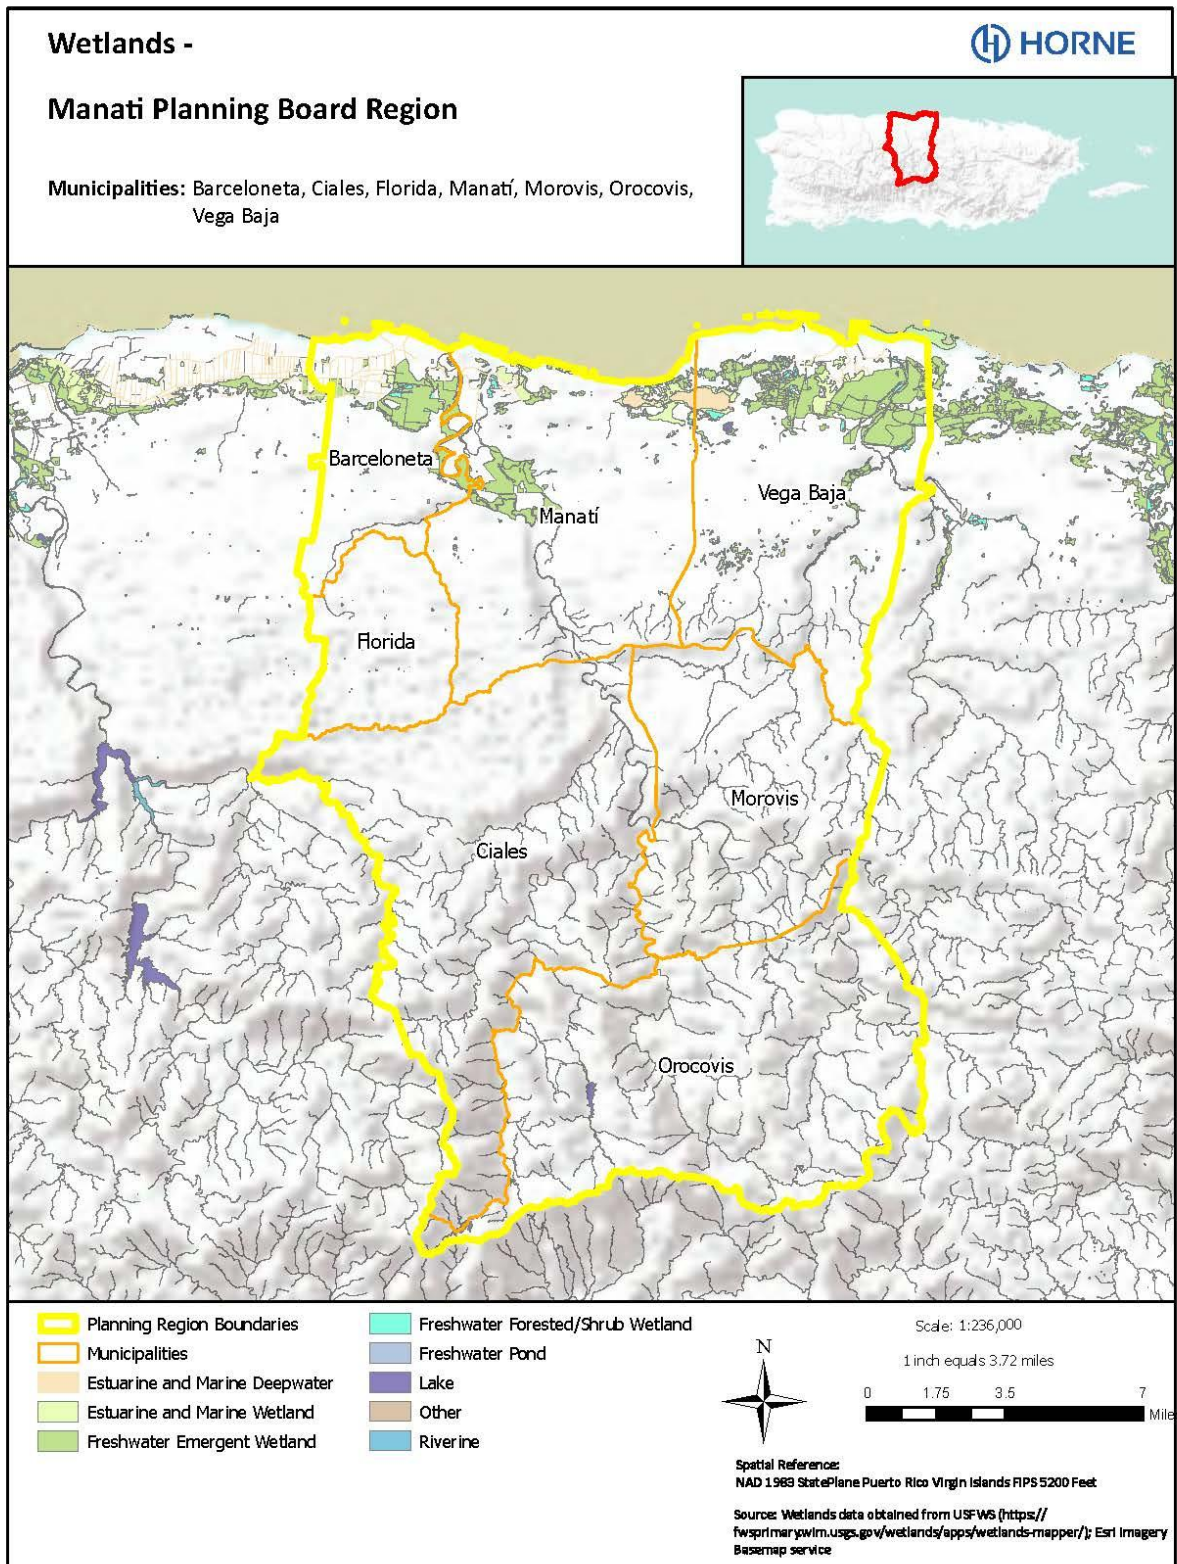 Wetlands -
HORNE
Manatí Planning Board Region
Municipalities: Barceloneta, Ciales, Florida, Manatí, Morovis, Orocovis,
Vega Baja
Barceloneta
Vega Baja
Manatí
Florida
Morovis
Ciales
Orocovis
Planning Region Boundaries
Municipalities
Estuarine and Marine Deepwater
Estuarine and Marine Wetland
Freshwater Emergent Wetland
Freshwater Forested/Shrub Wetland
Freshwater Pond
Lake
Other
Riverine
N
Scale: 1:236,000
1 inch equals 3.72 miles
0 1.75 3.5 7
Mile
Spatial Reference:
NAD 1983 StatePlane Puerto Rico Virgin Islands FIPS 5200 Feet
Source: Wetlands data obtained from USFWS (https://
fwsprimary.wim.usgs.gov/wetlands/apps/wetlands-mapper/); Esri Imagery
Basemap service